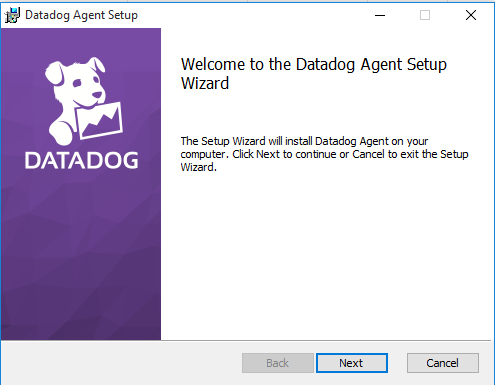 Datadog Agent Setup
Welcome to the Datadog Agent Setup
Wizard
DATADOG
The Setup Wizard will install Datadog Agent on your
computer. Click Next to continue or Cancel to exit the Setup
Wizard.
Back
Next
Cancel